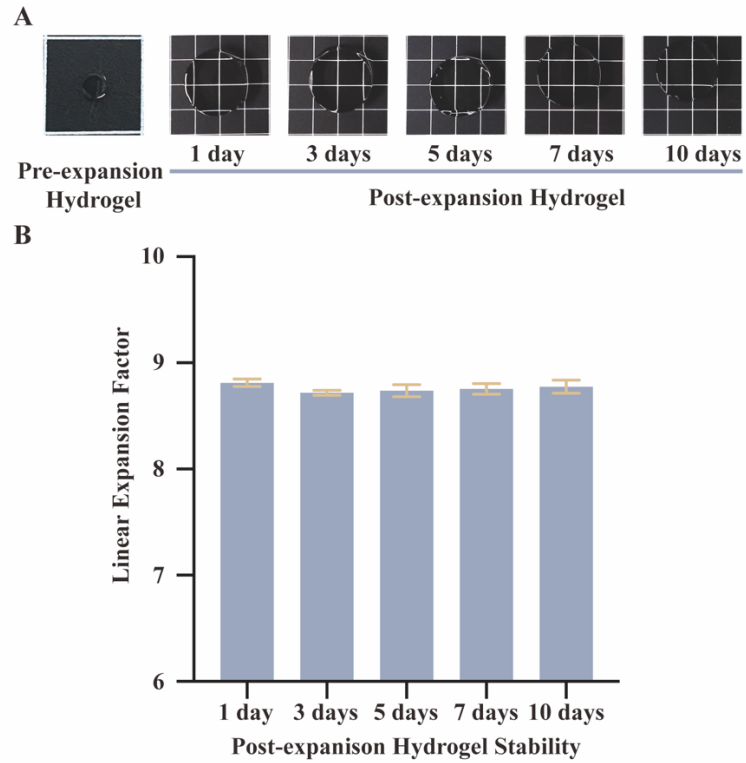 A
1 day 3 days 5 days 7 days 10 days
Pre-expansion
Hydrogel
Post-expansion Hydrogel
B
10
9
8
7
6
Linear Expansion Factor
1 day 3 days 5 days 7 days 10 days
Post-expanison Hydrogel Stability